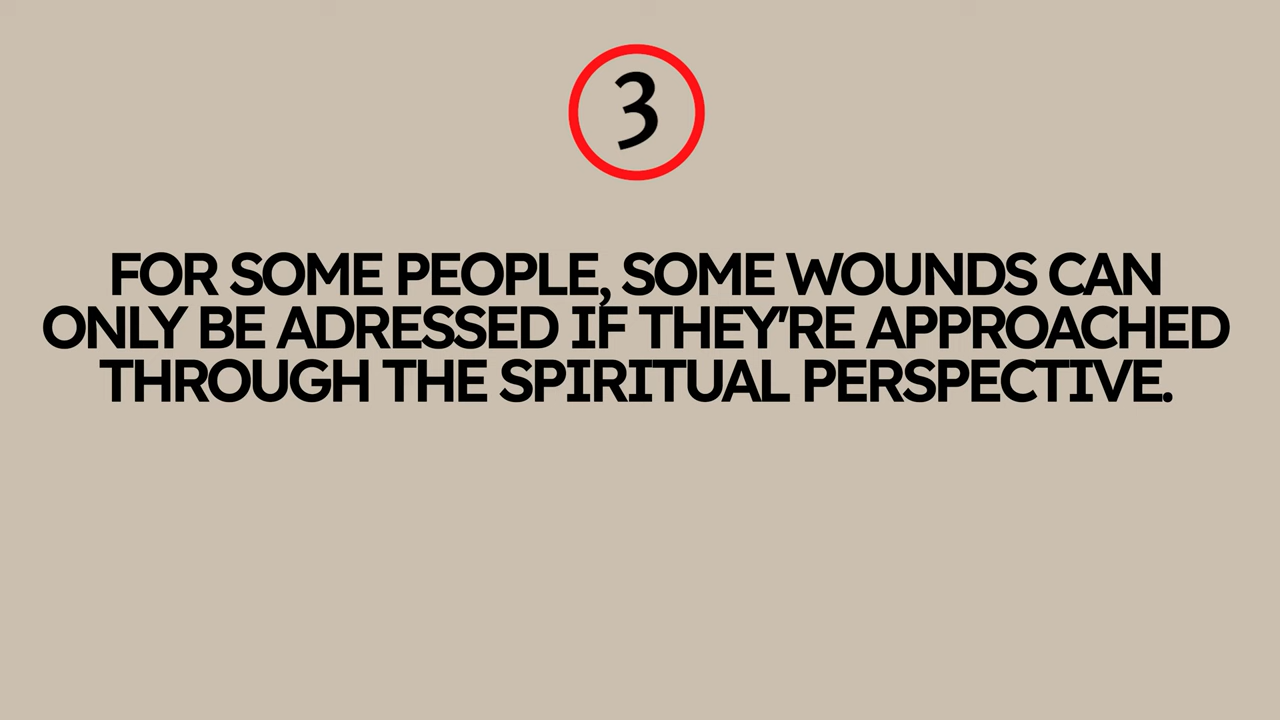 3
FOR SOME PEOPLE, SOME WOUNDS CAN
ONLY BE ADRESSED IF THEY'RE APPROACHED
THROUGH THE SPIRITUAL PERSPECTIVE.